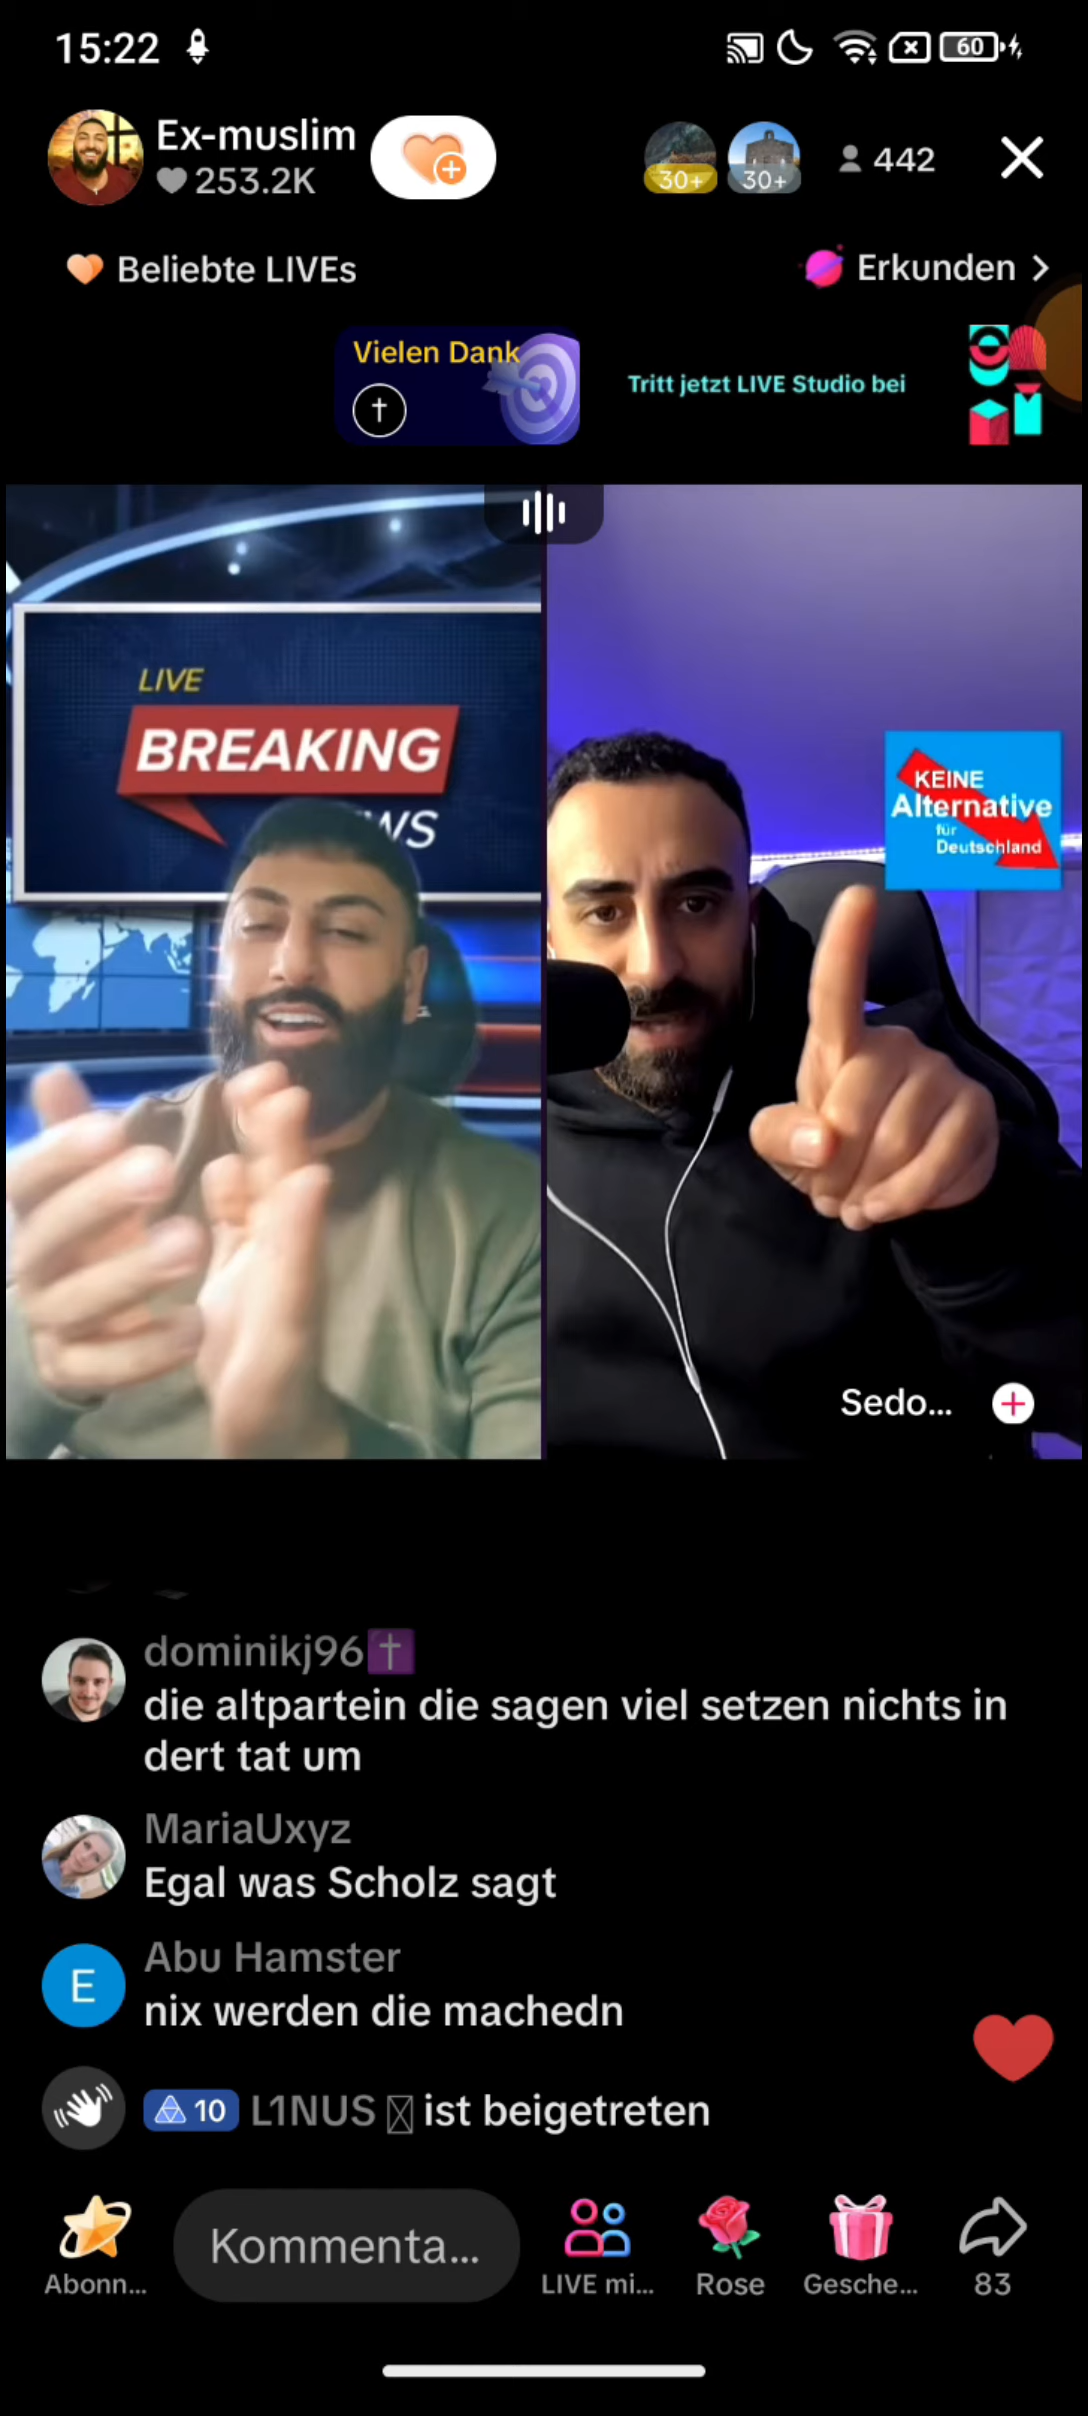 15:22
60
Ex-muslim
253.2K
30+
30+
442
Beliebte LIVEs
Erkunden
Vielen Dank
Tritt jetzt LIVE Studio bei
LIVE
BREAKING
WS
KEINE
Alternative
für
Deutschland
Sedo...
dominikj96
die altpartein die sagen viel setzen nichts in
dert tat um
MariaUxyz
Egal was Scholz sagt
E
Abu Hamster
nix werden die machedn
10 L1NUS ist beigetreten
Kommenta...
Abonn...
LIVE mi...
Rose
Gesche...
83